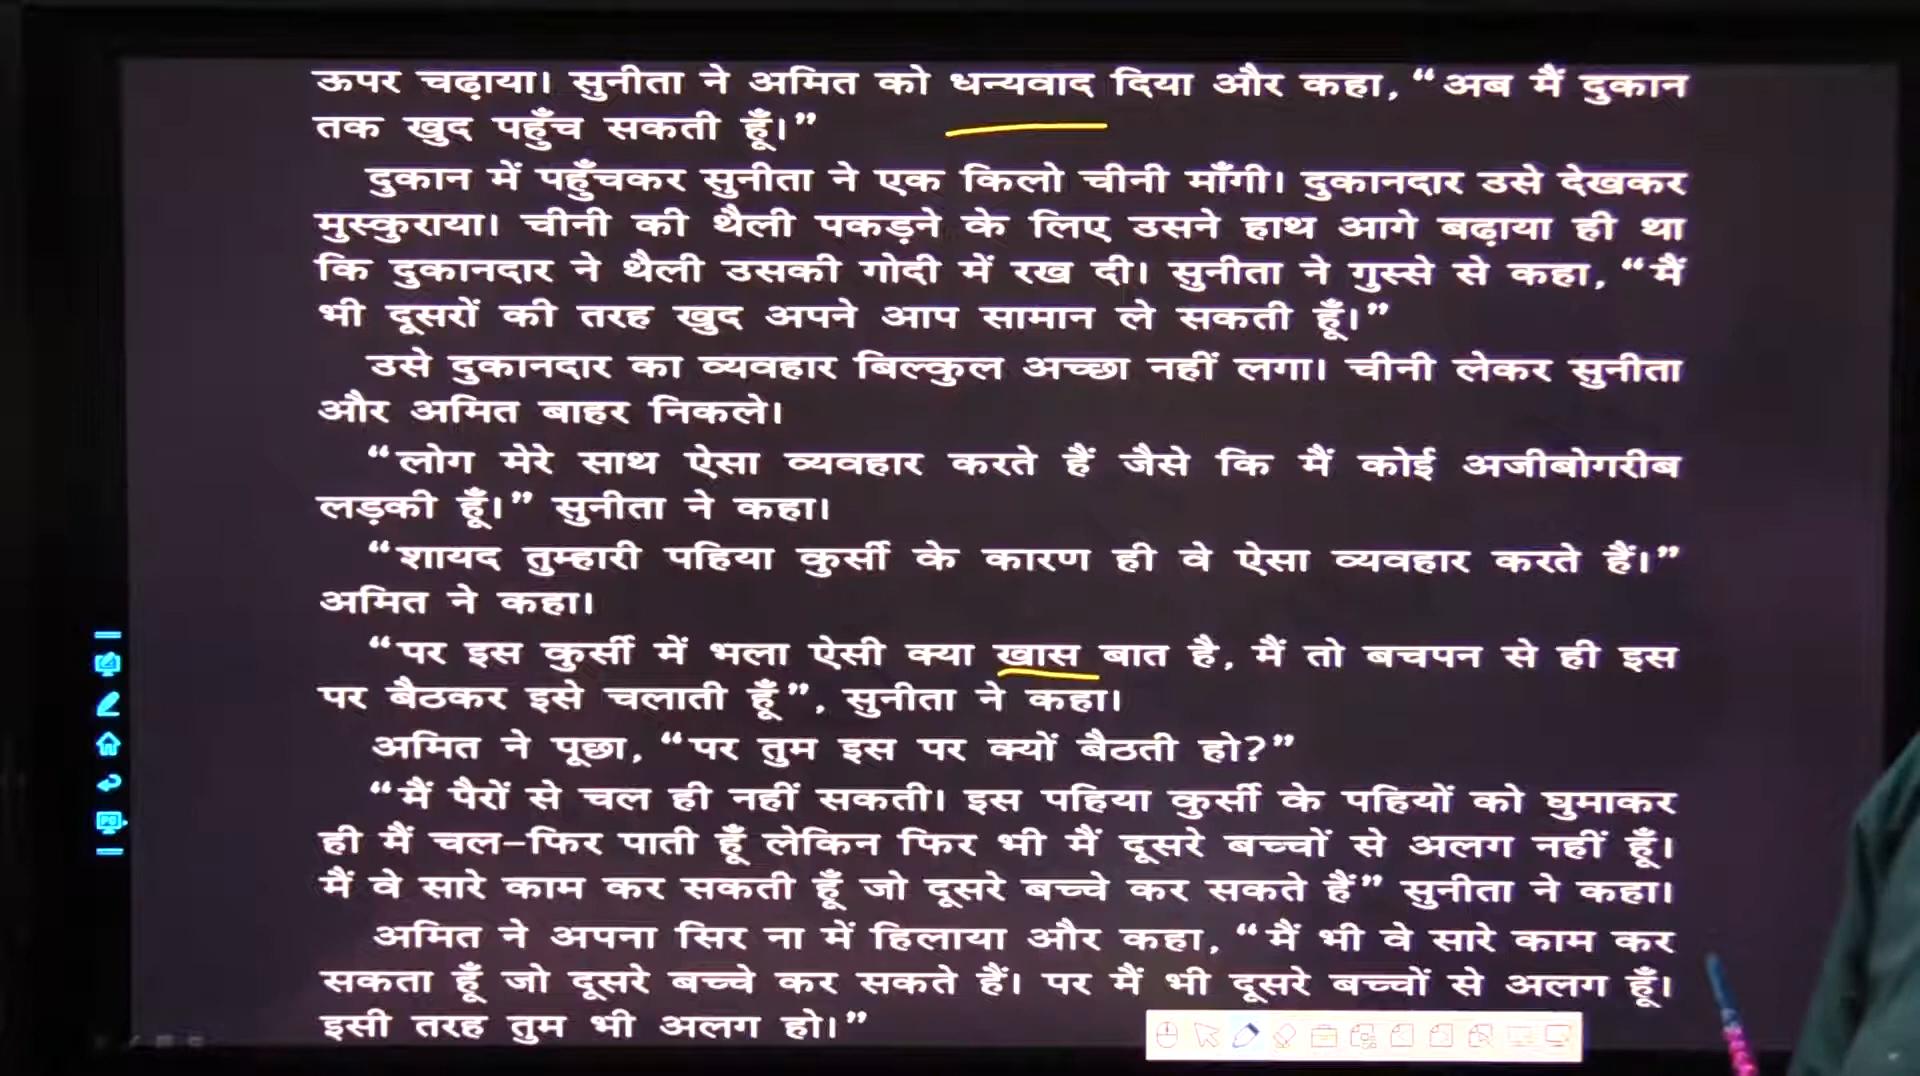 ऊपर चढ़ाया। सुनीता ने अमित को धन्यवाद दिया और कहा, “अब मैं दुकान
तक खुद पहुँच सकती हूँ।”
दुकान में पहुँचकर सुनीता ने एक किलो चीनी माँगी। दुकानदार उसे देखकर
मुस्कुराया। चीनी की थैली पकड़ने के लिए उसने हाथ आगे बढ़ाया ही था
कि दुकानदार ने थैली उसकी गोदी में रख दी। सुनीता ने गुस्से से कहा, “मैं
भी दूसरों की तरह खुद अपने आप सामान ले सकती हूँ।”
उसे दुकानदार का व्यवहार बिल्कुल अच्छा नहीं लगा। चीनी लेकर सुनीता
और अमित बाहर निकले।
“लोग मेरे साथ ऐसा व्यवहार करते हैं जैसे कि मैं कोई अजीबोगरीब
लड़की हूँ।” सुनीता ने कहा।
“शायद तुम्हारी पहिया कुर्सी के कारण ही वे ऐसा व्यवहार करते हैं।”
अमित ने कहा।
“पर इस कुर्सी में भला ऐसी क्या खास बात है, मैं तो बचपन से ही इस
पर बैठकर इसे चलाती हूँ”, सुनीता ने कहा।
अमित ने पूछा, “पर तुम इस पर क्यों बैठती हो?”
“मैं पैरों से चल ही नहीं सकती। इस पहिया कुर्सी के पहियों को घुमाकर
ही मैं चल–फिर पाती हूँ लेकिन फिर भी मैं दूसरे बच्चों से अलग नहीं हूँ।
मैं वे सारे काम कर सकती हूँ जो दूसरे बच्चे कर सकते हैं” सुनीता ने कहा।
अमित ने अपना सिर ना में हिलाया और कहा, “मैं भी वे सारे काम कर
सकता हूँ जो दूसरे बच्चे कर सकते हैं। पर मैं भी दूसरे बच्चों से अलग हूँ।
इसी तरह तुम भी अलग हो।”